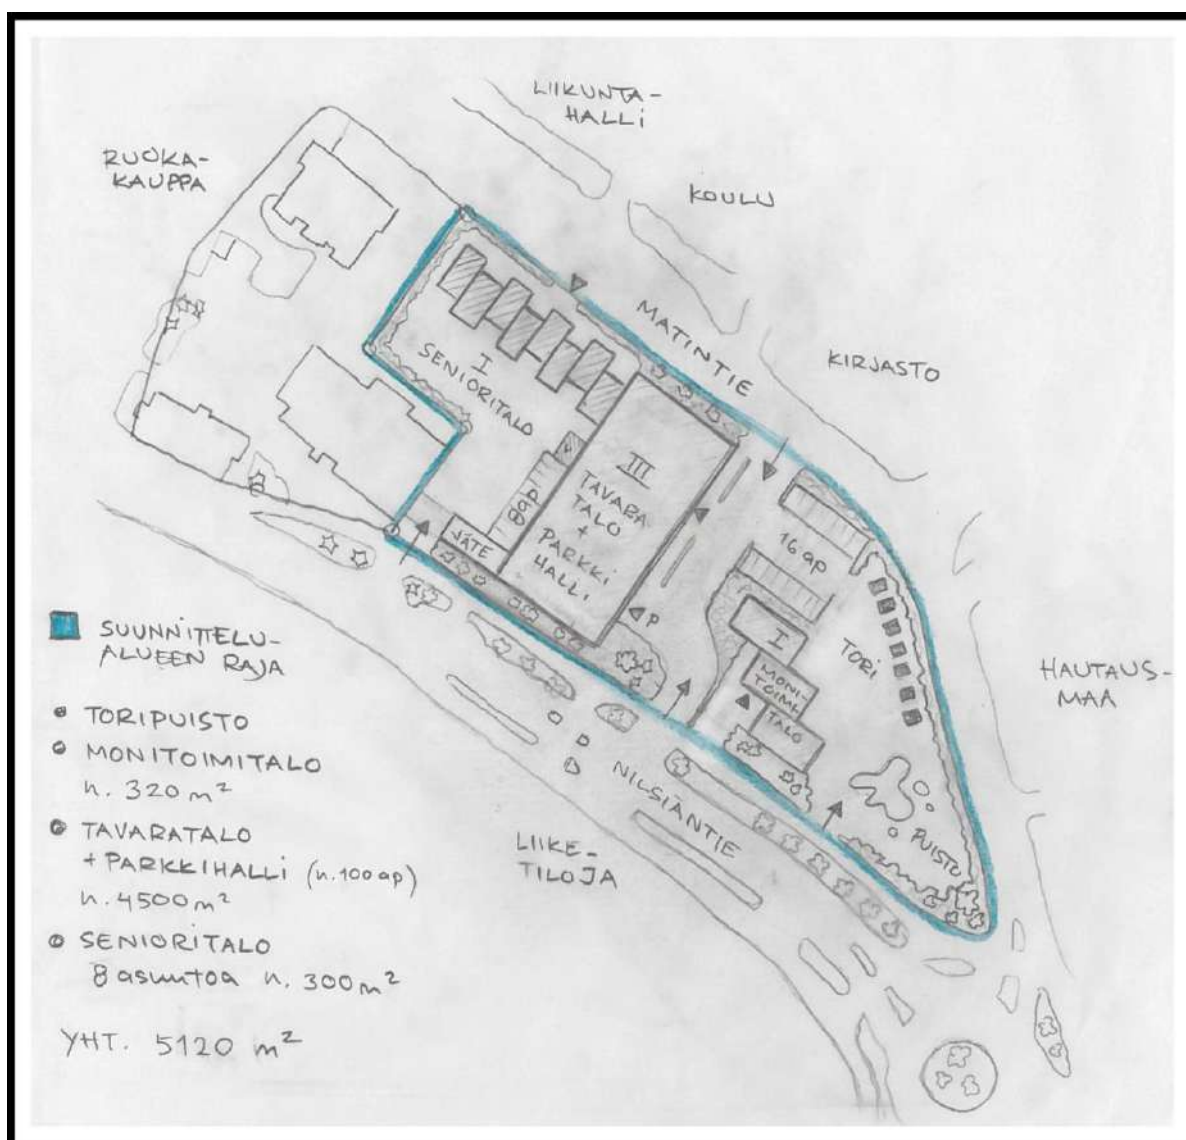 LIIKUNTA-
HALLI
RUOKA-
KAUPPA
KOULU
MATINTIE
KIRJASTO
I
SENIORITALO
III
TAVARA
TALO
+
PARKKI
HALLI
8 ap
JÄTE
16 ap
P
I
MONI
TOIMI
TALO
TORI
HAUTAUS-
MAA
PUISTO
NILSIÄNTIE
LIIKE-
TILOJA
SUUNNITTELU-
ALUEEN RAJA
TORIPUISTO
MONITOIMITALO
n. 320 m²
TAVARATALO
+ PARKKIHALLI (n. 100 ap)
n. 4500 m²
SENIORITALO
8 asuntoa n. 300 m²
YHT. 5120 m²